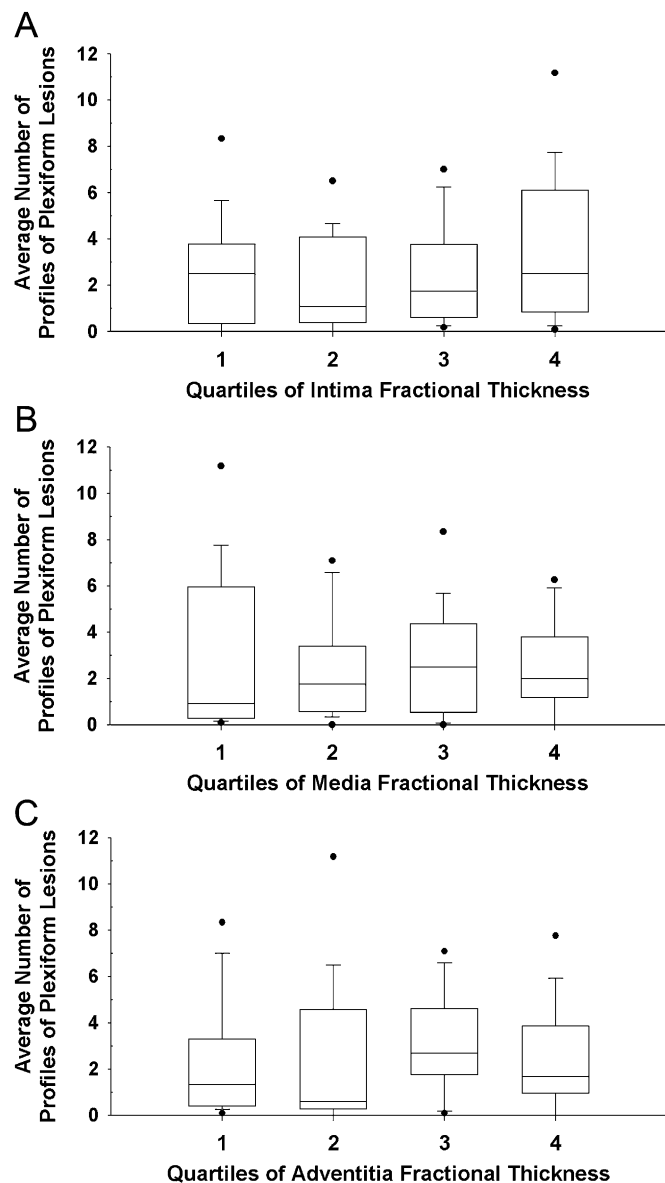 A
Average Number of
Profiles of Plexiform Lesions
12
10
8
6
4
2
0
1 2 3 4
Quartiles of Intima Fractional Thickness
B
Average Number of
Profiles of Plexiform Lesions
12
10
8
6
4
2
0
1 2 3 4
Quartiles of Media Fractional Thickness
C
Average Number of
Profiles of Plexiform Lesions
12
10
8
6
4
2
0
1 2 3 4
Quartiles of Adventitia Fractional Thickness